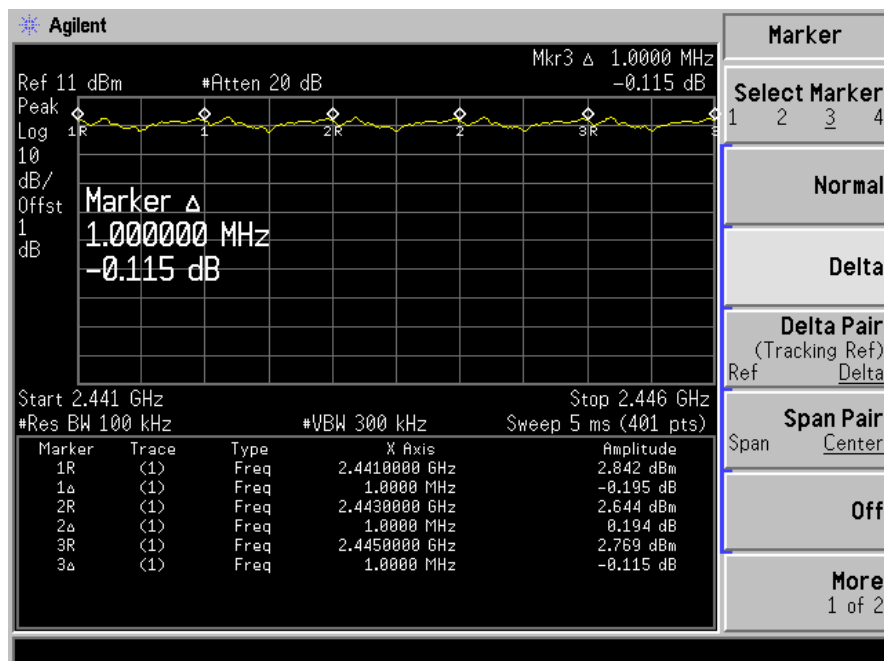 Agilent
Marker
Mkr3 Δ 1.0000 MHz
Ref 11 dBm #Atten 20 dB -0.115 dB
Peak
Log
10
dB/
Offst
1
dB
1R 1 2R 2 3R 3
Marker Δ
1.000000 MHz
-0.115 dB
Start 2.441 GHz Stop 2.446 GHz
#Res BW 100 kHz #VBW 300 kHz Sweep 5 ms (401 pts)
Marker Trace Type X Axis Amplitude
1R (1) Freq 2.4410000 GHz 2.842 dBm
1Δ (1) Freq 1.0000 MHz -0.195 dB
2R (1) Freq 2.4430000 GHz 2.644 dBm
2Δ (1) Freq 1.0000 MHz 0.194 dB
3R (1) Freq 2.4450000 GHz 2.769 dBm
3Δ (1) Freq 1.0000 MHz -0.115 dB
Select Marker
1 2 3 4
Normal
Delta
Delta Pair
(Tracking Ref)
Ref Delta
Span Pair
Span Center
Off
More
1 of 2